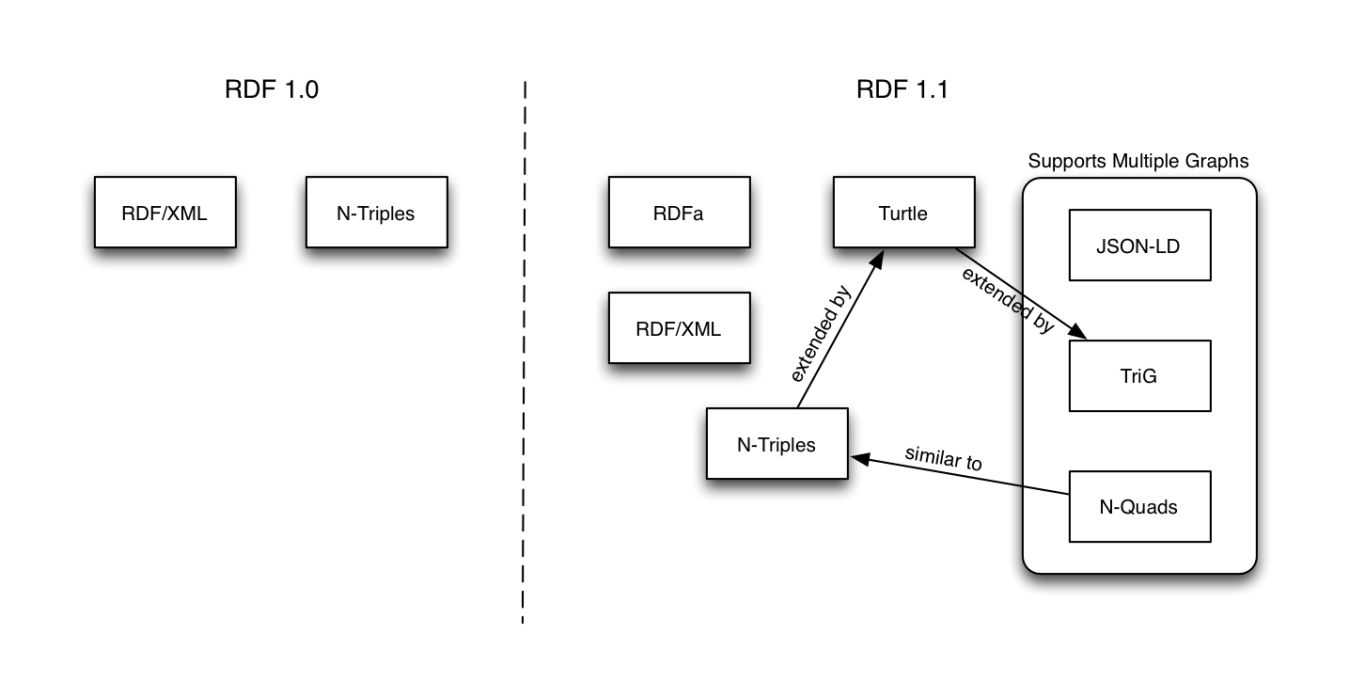 RDF 1.0
RDF 1.1
Supports Multiple Graphs
RDF/XML
N-Triples
RDFa
Turtle
JSON-LD
extended by
extended by
RDF/XML
TriG
N-Triples
similar to
N-Quads